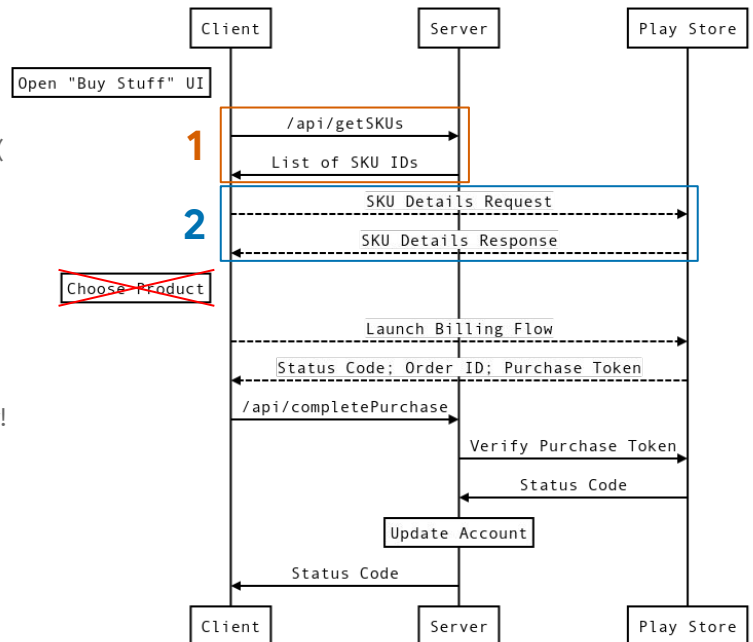 Client Server Play Store
Open "Buy Stuff" UI
/api/getSKUs
1
(
List of SKU IDs
SKU Details Request
2
SKU Details Response
Choose Product
Launch Billing Flow
Status Code; Order ID; Purchase Token
/api/completePurchase
!
Verify Purchase Token
Status Code
Update Account
Status Code
Client Server Play Store